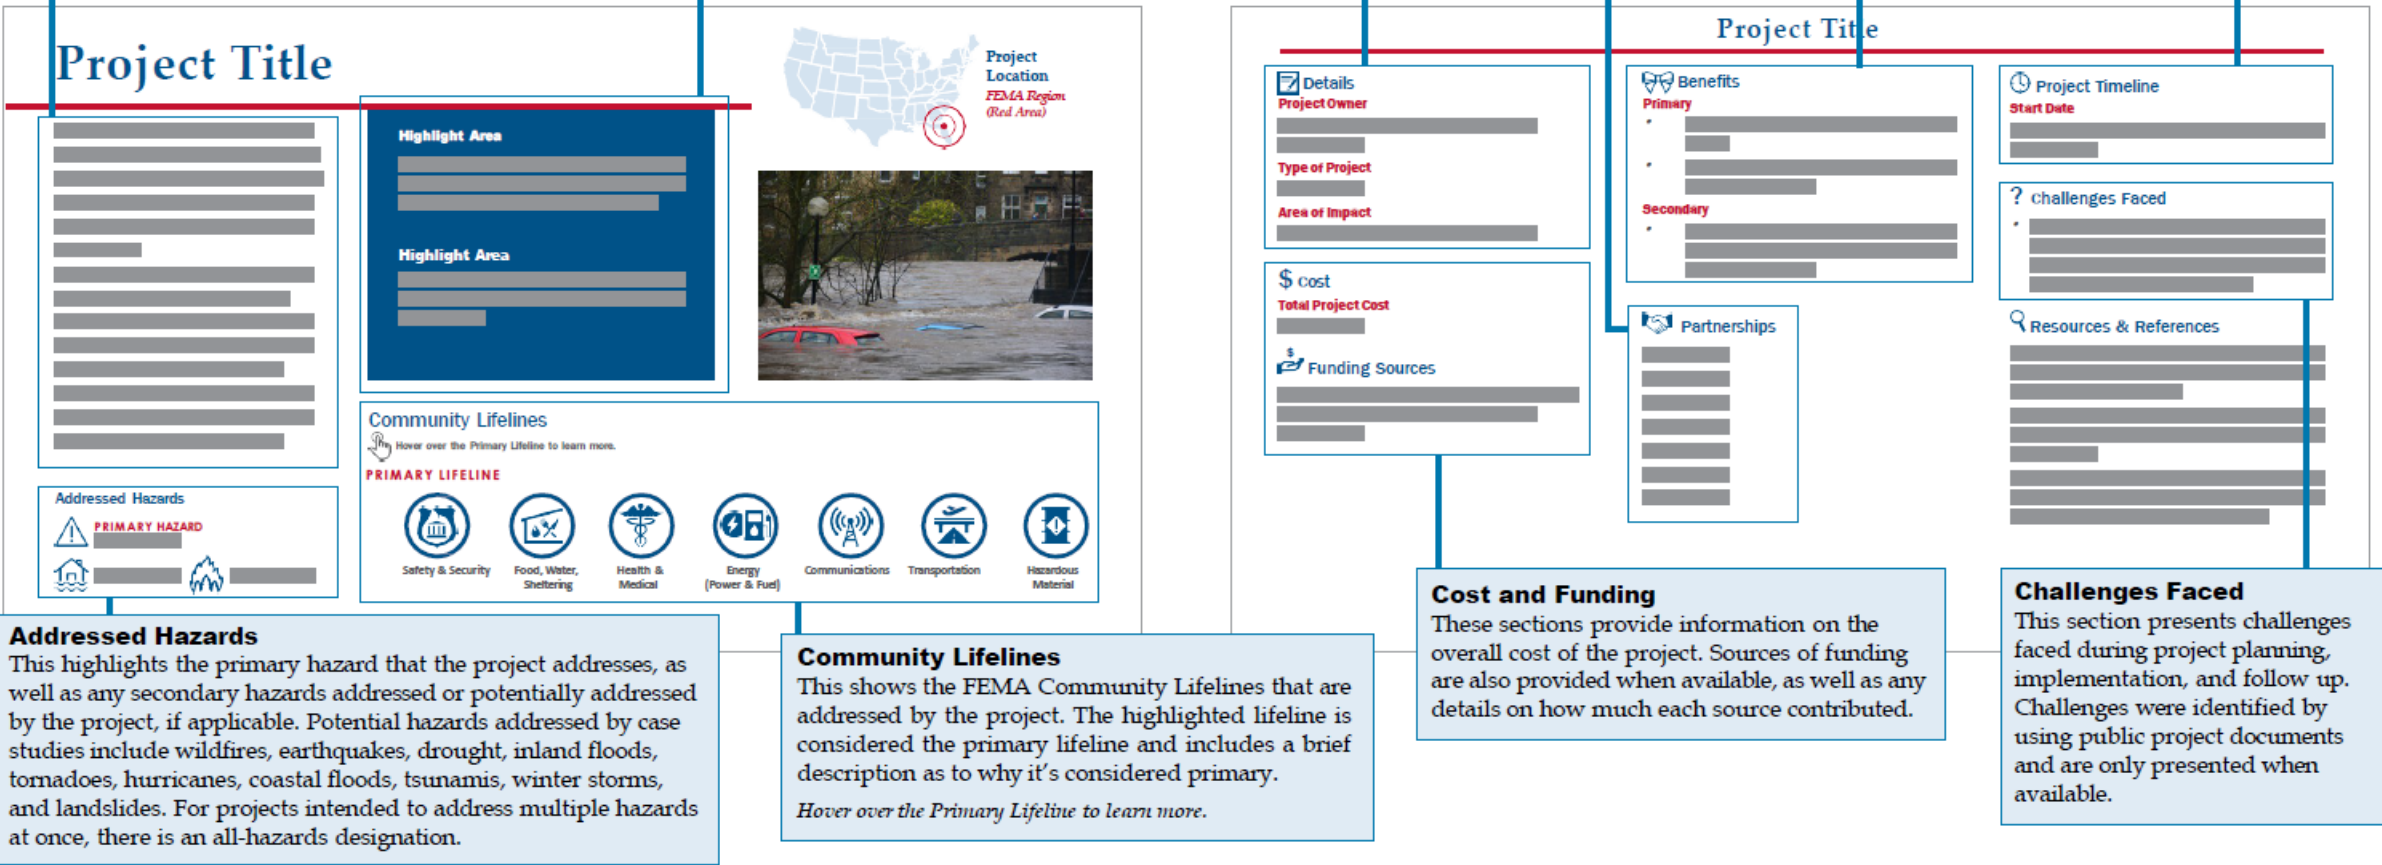 Project Title
Project
Location
FEMA Region
(Red Area)
Highlight Area
Highlight Area
Community Lifelines
Hover over the Primary Lifeline to learn more.
PRIMARY LIFELINE
Safety & Security
Food, Water,
Sheltering
Health &
Medical
Energy
(Power & Fuel)
Communications
Transportation
Hazardous
Material
Addressed Hazards
PRIMARY HAZARD
Addressed Hazards
This highlights the primary hazard that the project addresses, as
well as any secondary hazards addressed or potentially addressed
by the project, if applicable. Potential hazards addressed by case
studies include wildfires, earthquakes, drought, inland floods,
tornadoes, hurricanes, coastal floods, tsunamis, winter storms,
and landslides. For projects intended to address multiple hazards
at once, there is an all-hazards designation.
Community Lifelines
This shows the FEMA Community Lifelines that are
addressed by the project. The highlighted lifeline is
considered the primary lifeline and includes a brief
description as to why it's considered primary.
Hover over the Primary Lifeline to learn more.
Project Title
Details
Project Owner
Type of Project
Area of Impact
$ Cost
Total Project Cost
$
Funding Sources
Benefits
Primary
Secondary
Partnerships
Project Timeline
Start Date
? Challenges Faced
Resources & References
Cost and Funding
These sections provide information on the
overall cost of the project. Sources of funding
are also provided when available, as well as any
details on how much each source contributed.
Challenges Faced
This section presents challenges
faced during project planning,
implementation, and follow up.
Challenges were identified by
using public project documents
and are only presented when
available.